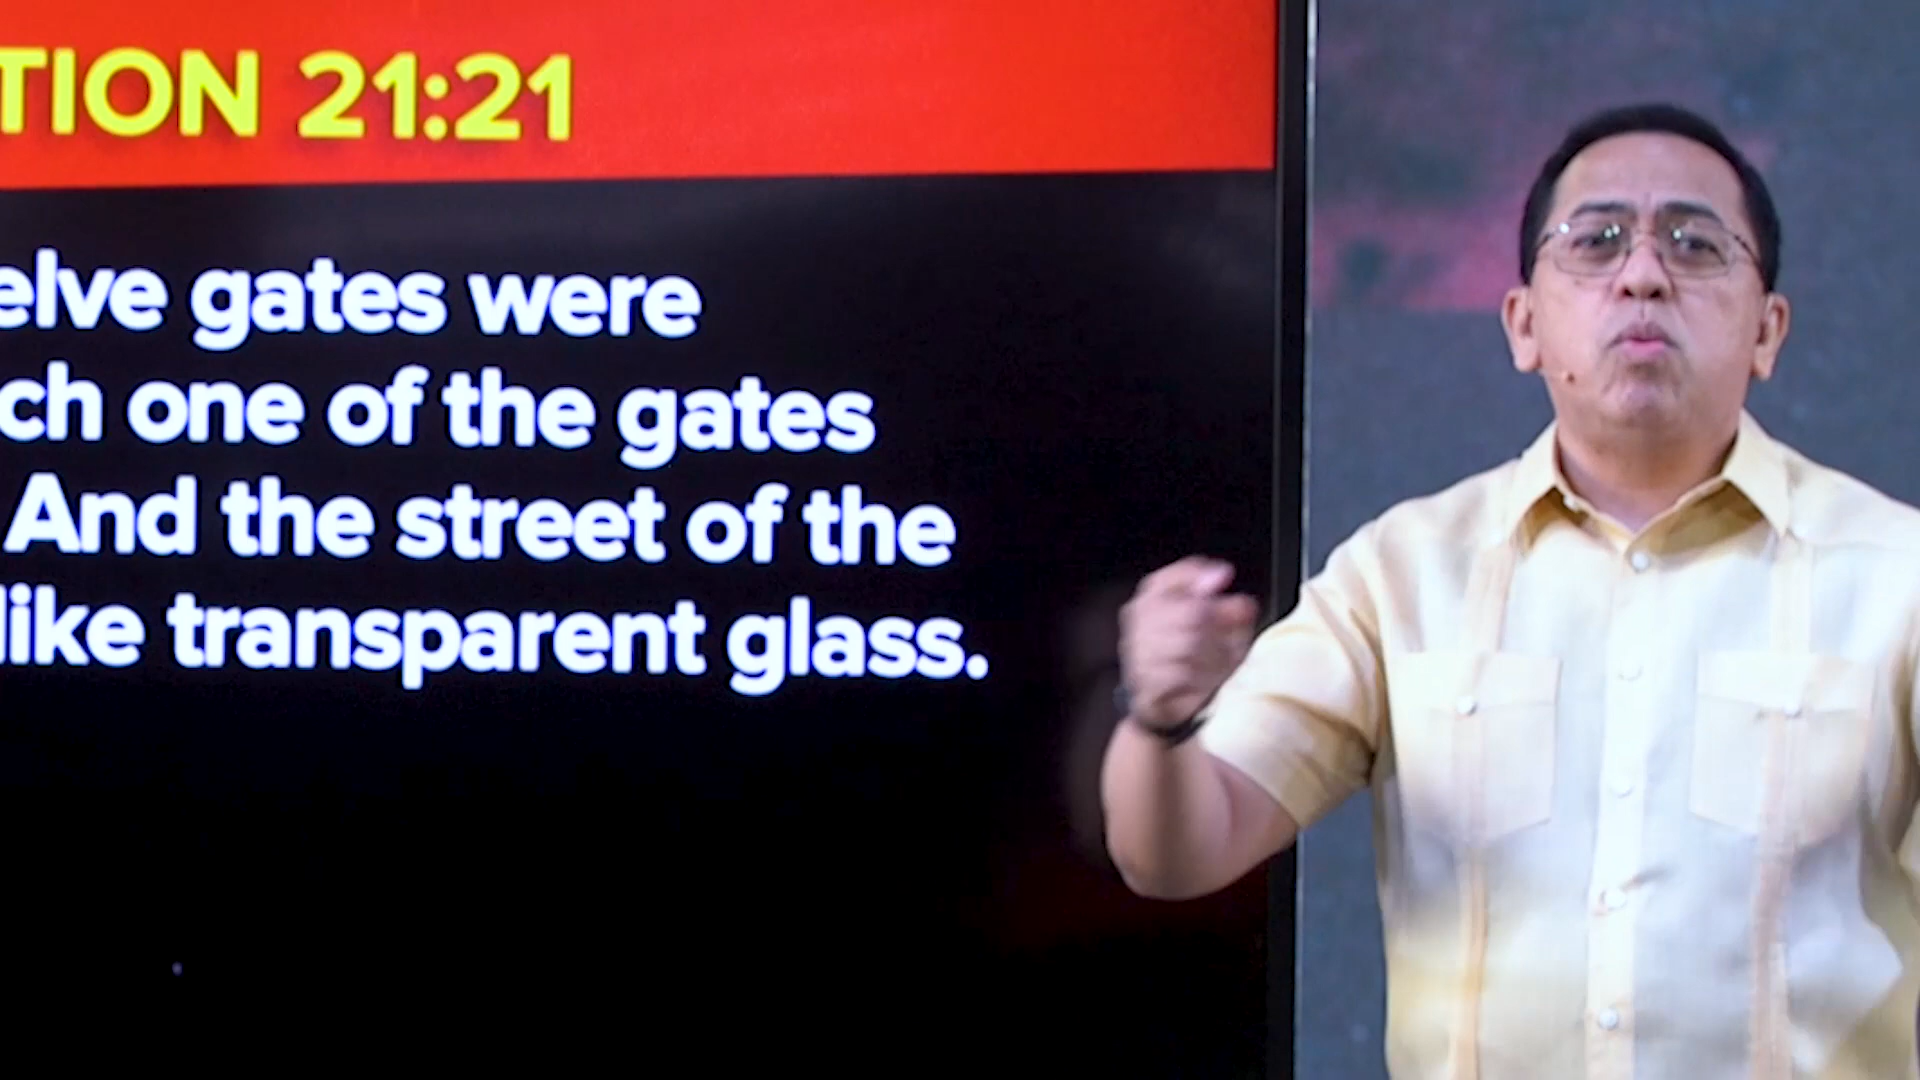 TION 21:21
elve gates were
ch one of the gates
And the street of the
like transparent glass.